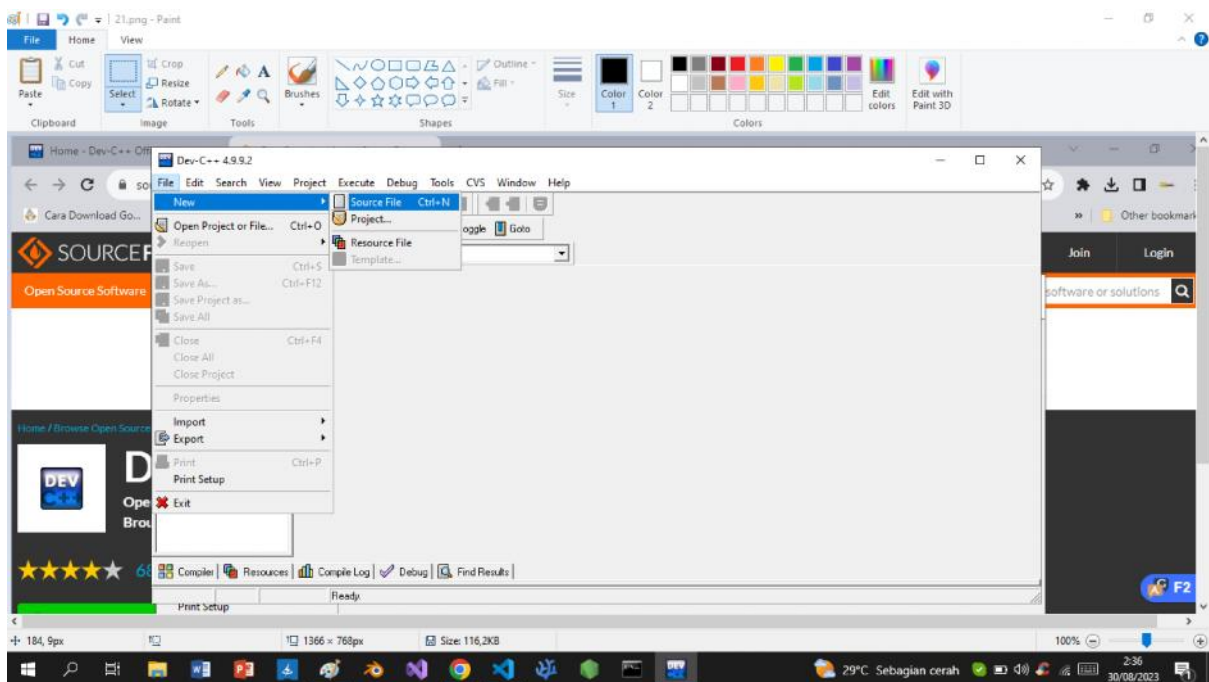 21.png - Paint
File Home View
Cut
Copy
Paste
Clipboard
Select
Crop
Resize
Rotate
Image
A
Tools
Brushes
Outline
Fill
Shapes
Size
Color 1
Color 2
Colors
Edit colors
Edit with Paint 3D
Home - Dev-C++
Cara Download Go...
Other bookmark
SOURCEF
Join
Login
Open Source Software
software or solutions
Home / Browse Open Source
DEV
C++
D
Ope
Brou
68
Dev-C++ 4.9.9.2
File Edit Search View Project Execute Debug Tools CVS Window Help
New
Open Project or File... Ctrl+O
Reopen
Save Ctrl+S
Save As... Ctrl+F12
Save Project as...
Save All
Close Ctrl+F4
Close All
Close Project
Properties
Import
Export
Print Ctrl+P
Print Setup
Exit
Source File Ctrl+N
Project...
Resource File
Template...
oggle
Goto
Compiler Resources Compile Log Debug Find Results
Ready.
Print Setup
F2
184, 9px
1366 × 768px
Size: 116,2KB
100%
29°C Sebagian cerah
2:36
30/08/2023